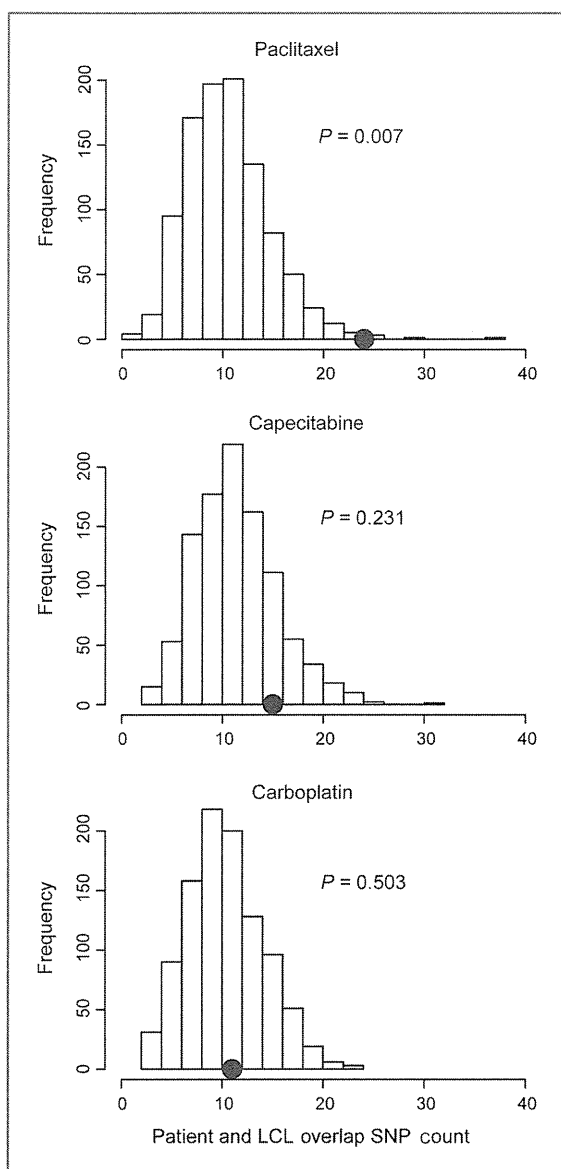 Paclitaxel
P = 0.007
Frequency
200
150
100
50
0
0 10 20 30 40
Capecitabine
P = 0.231
Frequency
200
150
100
50
0
0 10 20 30 40
Carboplatin
P = 0.503
Frequency
200
150
100
50
0
0 10 20 30 40
Patient and LCL overlap SNP count